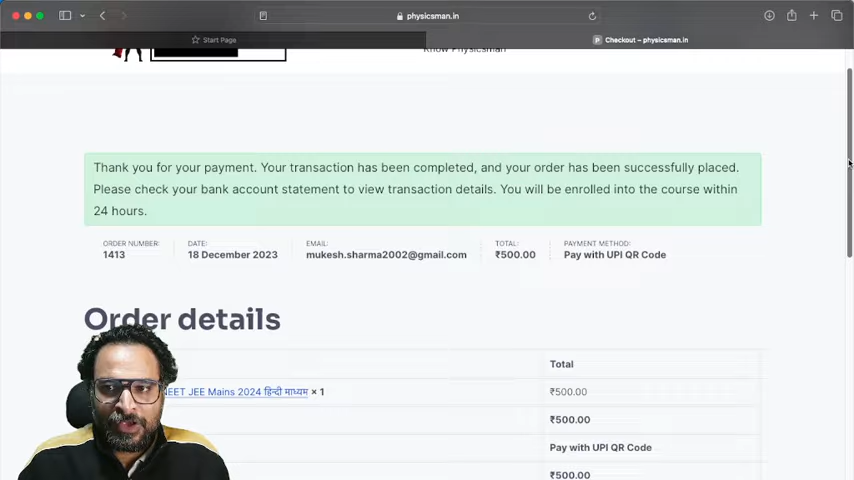 physicsman.in
Start Page
Checkout – physicsman.in
Know Physicsman
Thank you for your payment. Your transaction has been completed, and your order has been successfully placed.
Please check your bank account statement to view transaction details. You will be enrolled into the course within
24 hours.
ORDER NUMBER: DATE: EMAIL: TOTAL: PAYMENT METHOD:
1413 18 December 2023 mukesh.sharma2002@gmail.com ₹500.00 Pay with UPI QR Code
Order details
Total
NEET JEE Mains 2024 हिन्दी माध्यम × 1 ₹500.00
₹500.00
Pay with UPI QR Code
₹500.00